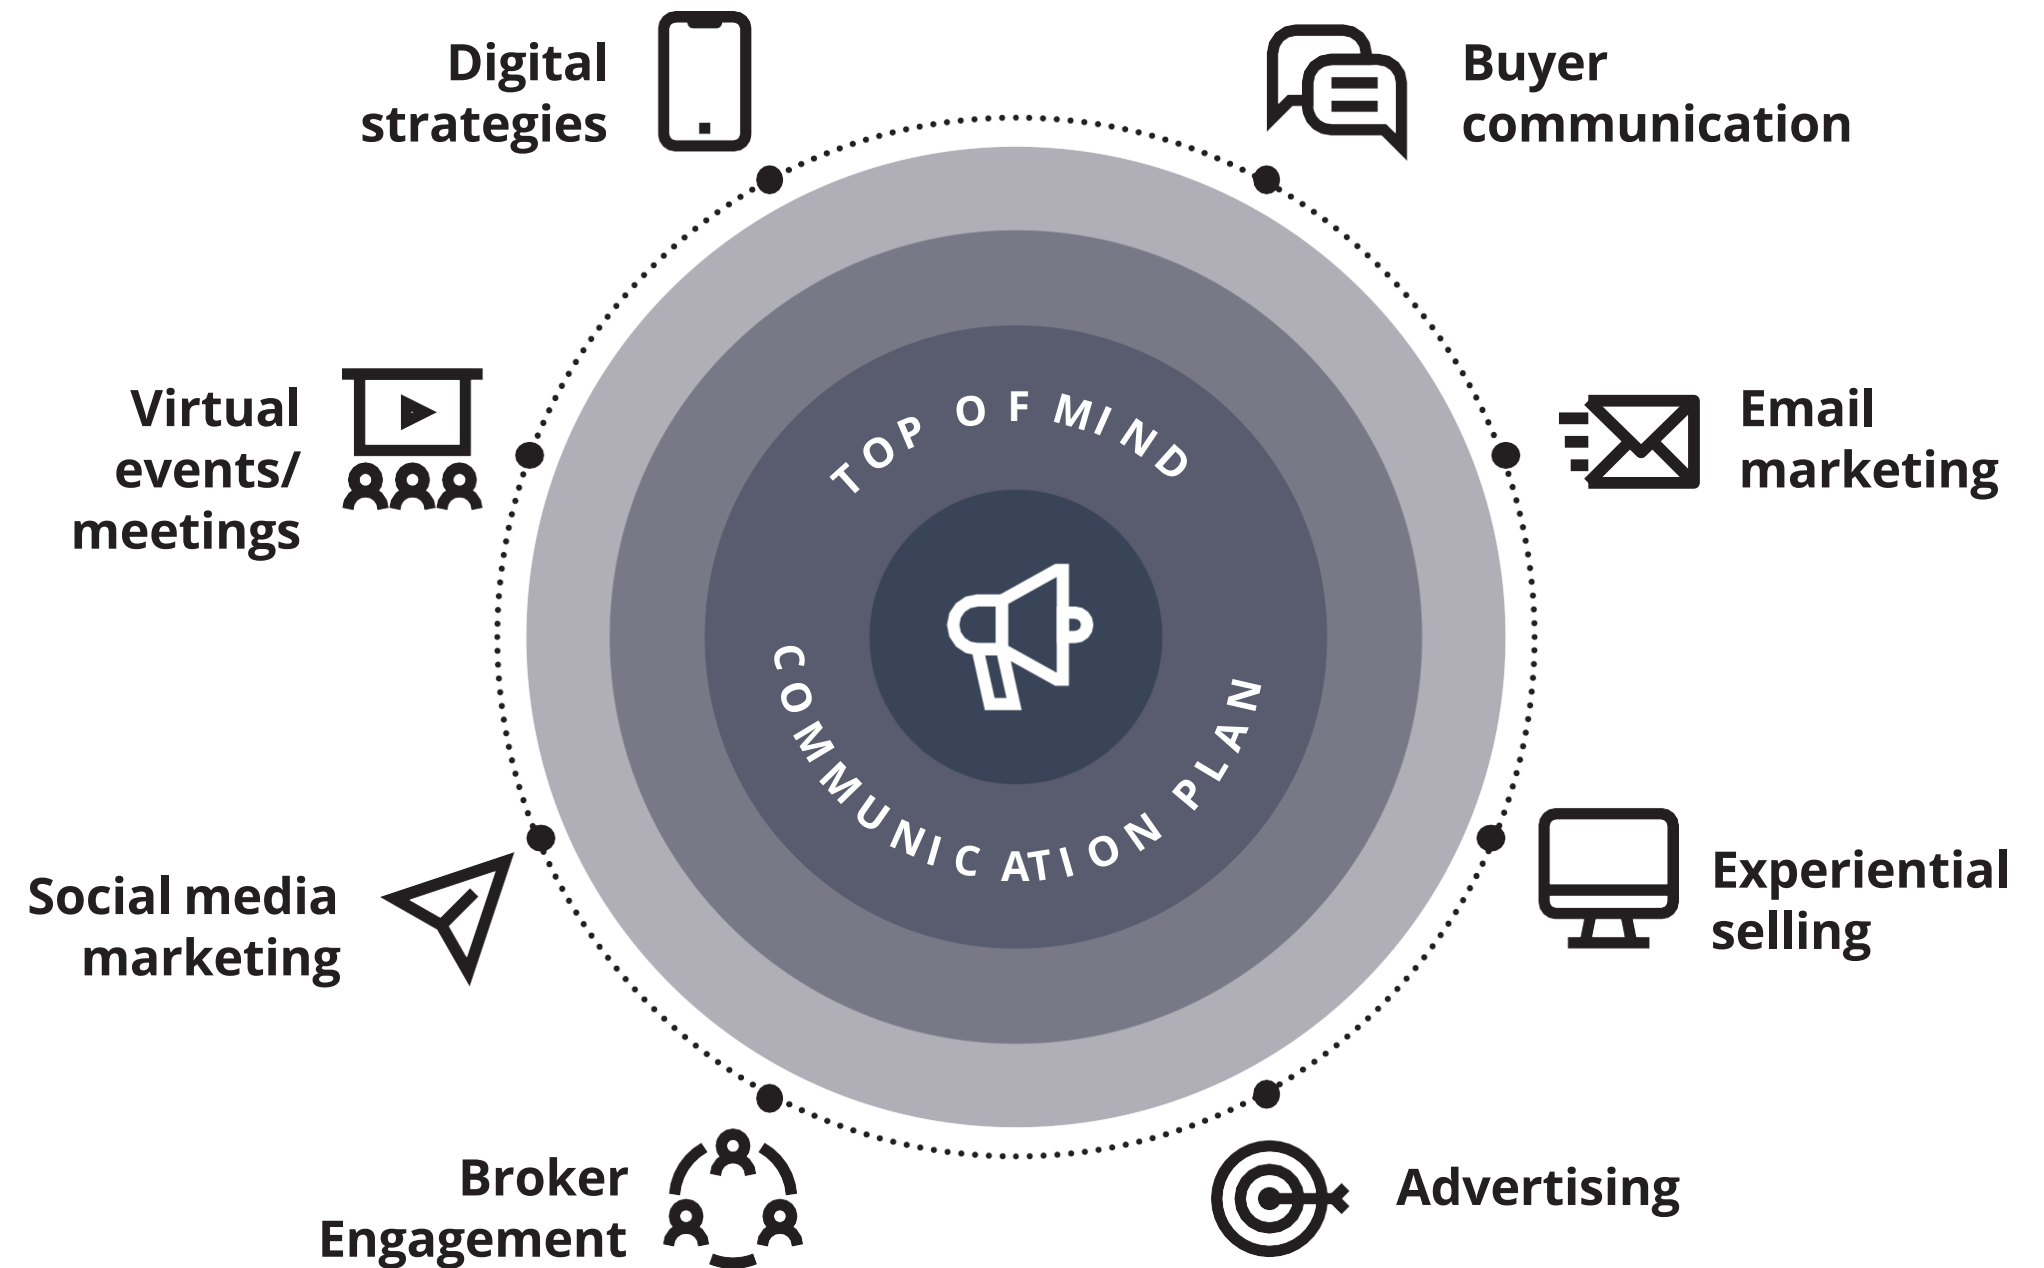 Digital
strategies
Buyer
communication
Virtual
events/
meetings
Email
marketing
TOP OF MIND
COMMUNICATION PLAN
Social media
marketing
Experiential
selling
Broker
Engagement
Advertising